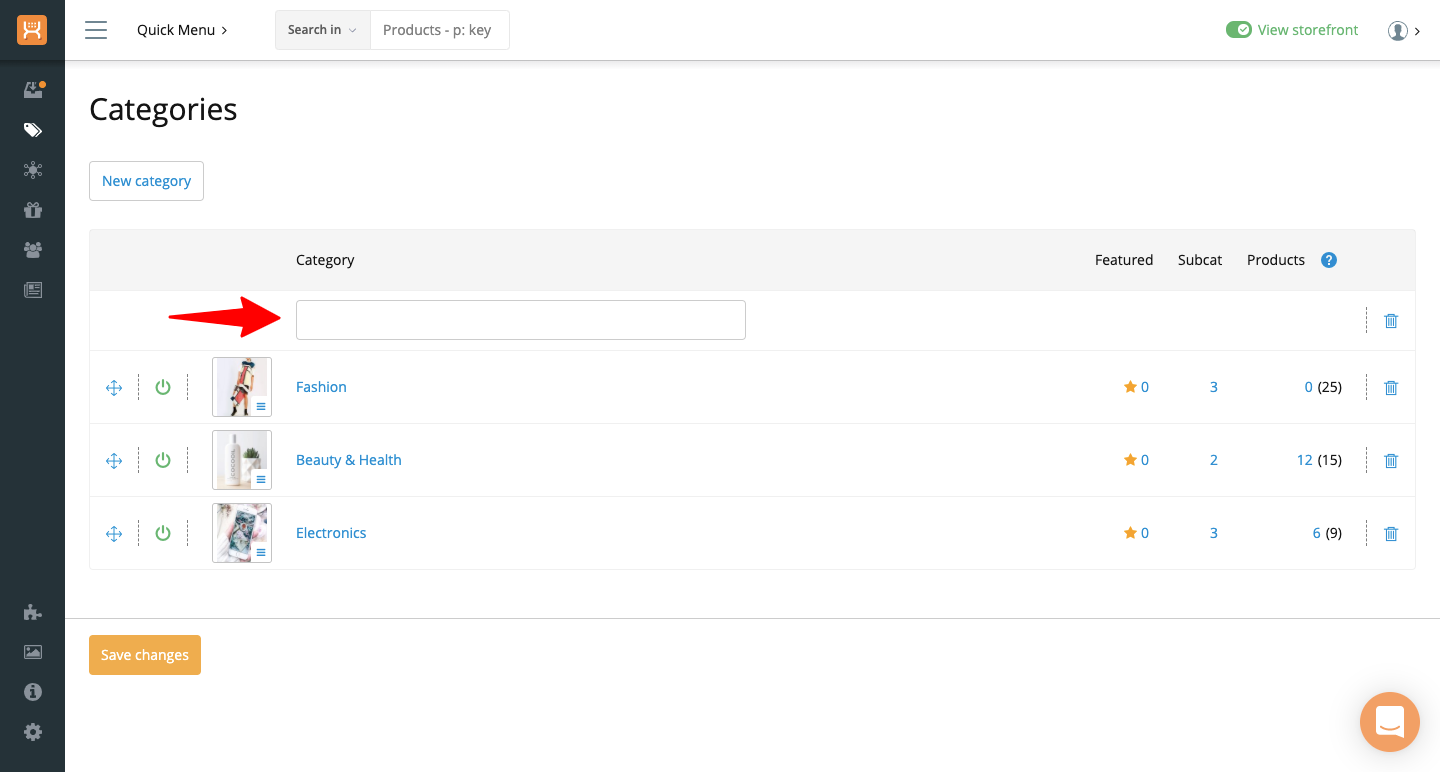 Quick Menu
Search in Products - p: key
View storefront
Categories
New category
Category Featured Subcat Products ?
Fashion 0 3 0 (25)
Beauty & Health 0 2 12 (15)
Electronics 0 3 6 (9)
Save changes